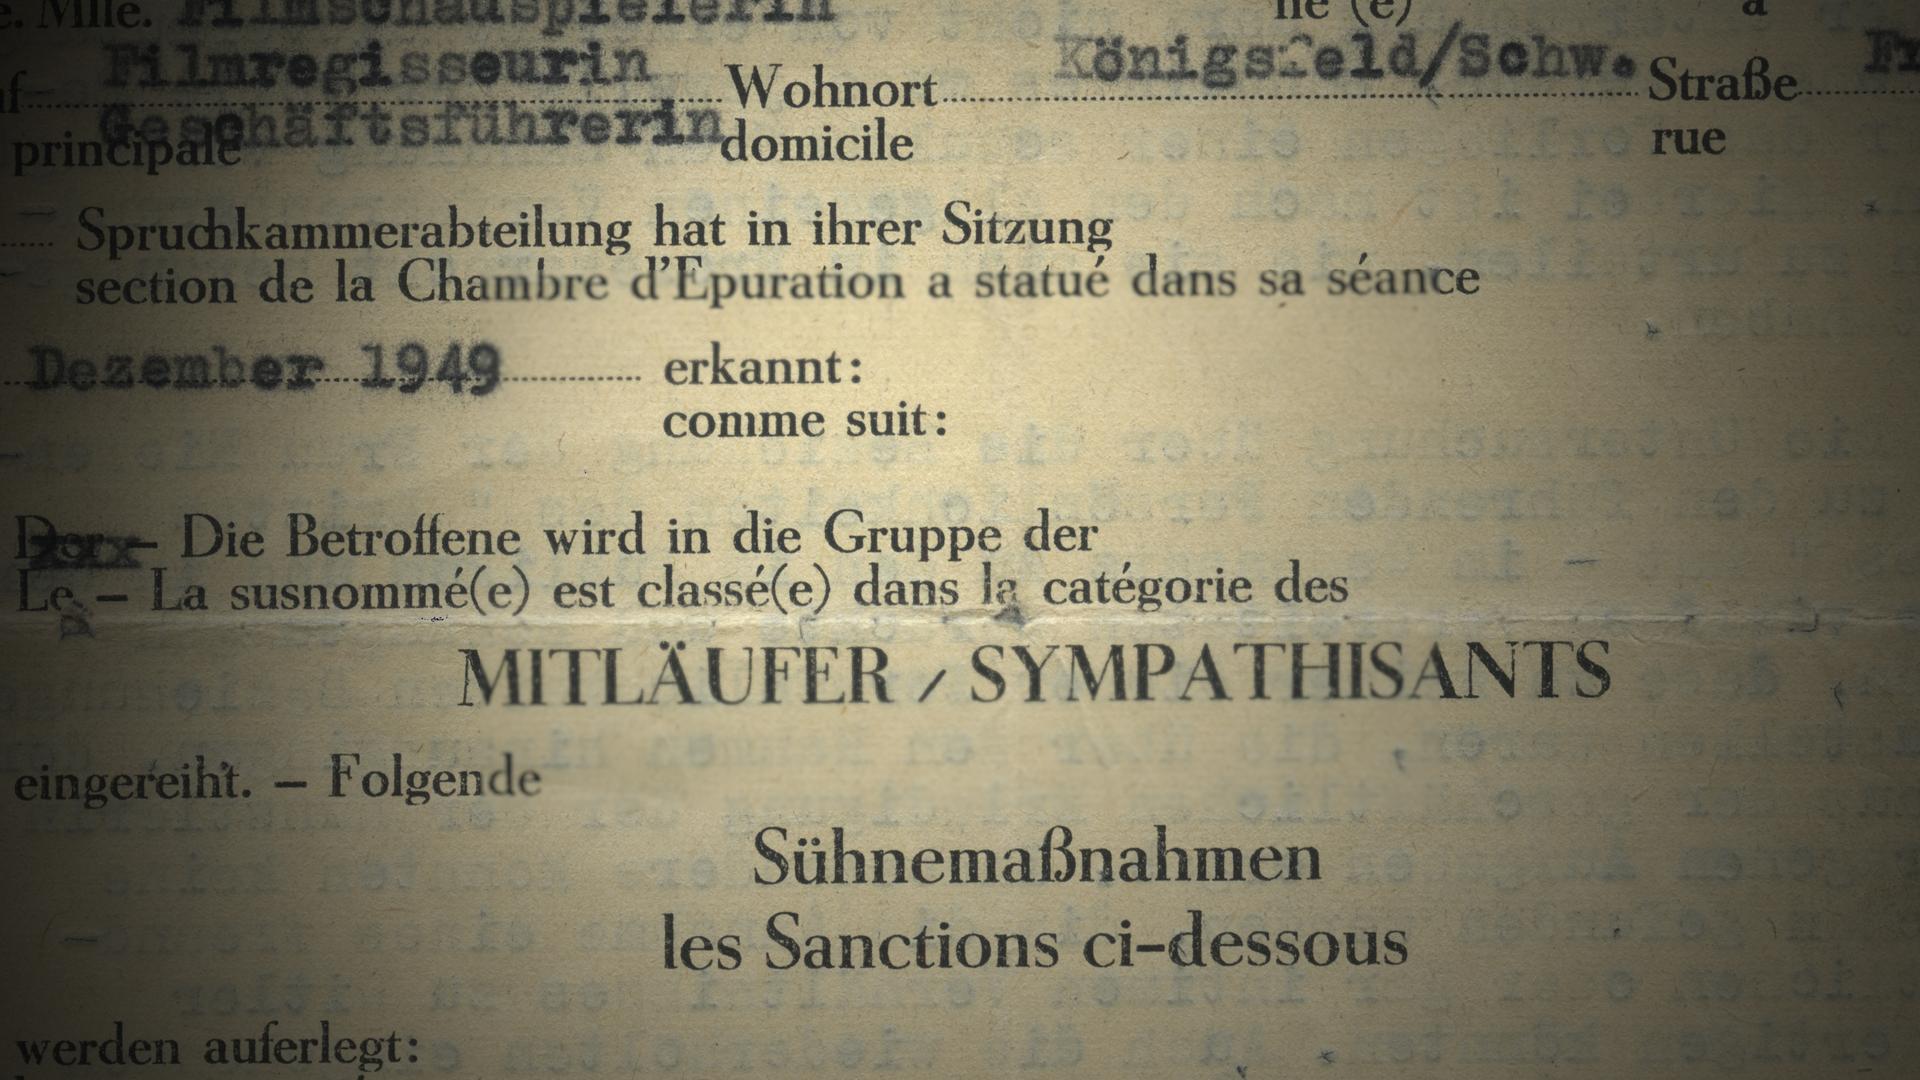 e. Mlle. Filmschauspielerin né (e) à
Filmregisseurin Wohnort Königsfeld/Schw. Straße
Geschäftsführerin
principale domicile rue
Spruchkammerabteilung hat in ihrer Sitzung
section de la Chambre d'Epuration a statué dans sa séance
Dezember 1949 erkannt:
comme suit:
– Die Betroffene wird in die Gruppe der
Le – La susnommé(e) est classé(e) dans la catégorie des
MITLÄUFER / SYMPATHISANTS
eingereiht. – Folgende
Sühnemaßnahmen
les Sanctions ci-dessous
werden auferlegt: